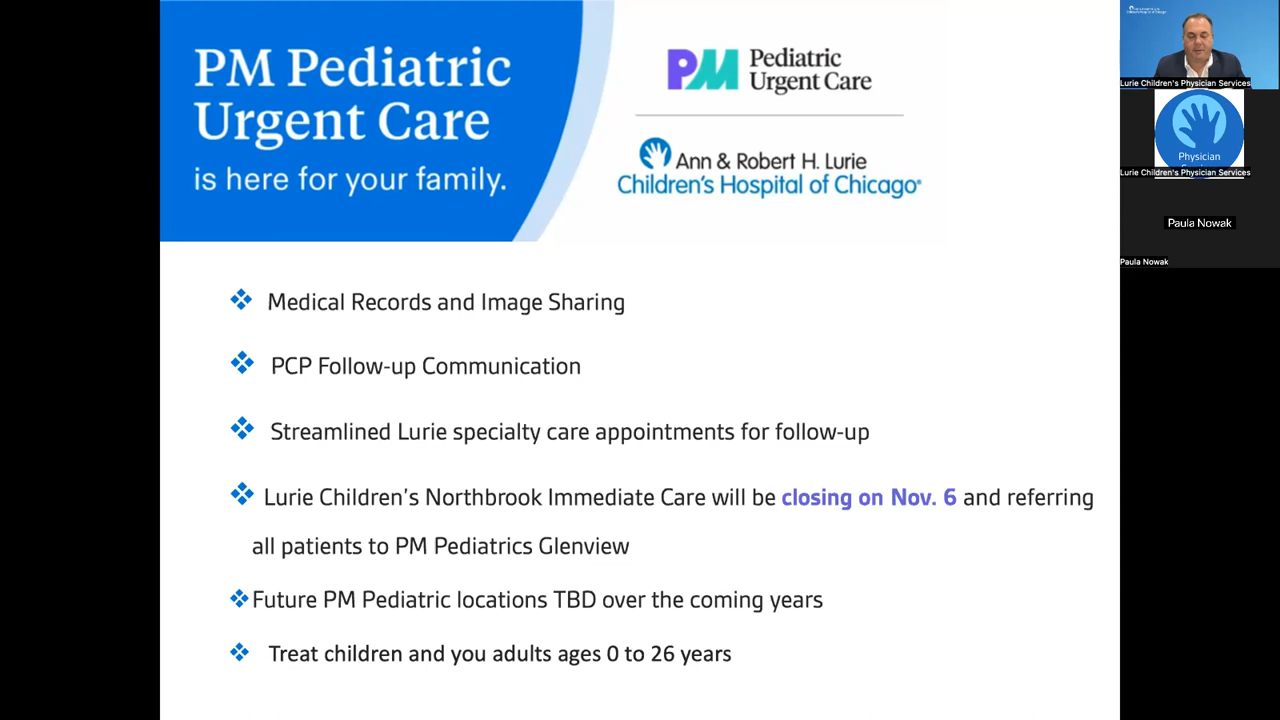 PM Pediatric
Urgent Care
is here for your family.
PM Pediatric
Urgent Care
Ann & Robert H. Lurie
Children's Hospital of Chicago®
Medical Records and Image Sharing
PCP Follow-up Communication
Streamlined Lurie specialty care appointments for follow-up
Lurie Children's Northbrook Immediate Care will be closing on Nov. 6 and referring
all patients to PM Pediatrics Glenview
Future PM Pediatric locations TBD over the coming years
Treat children and you adults ages 0 to 26 years
Lurie Children's Physician Services
Physician
Lurie Children's Physician Services
Paula Nowak
Paula Nowak